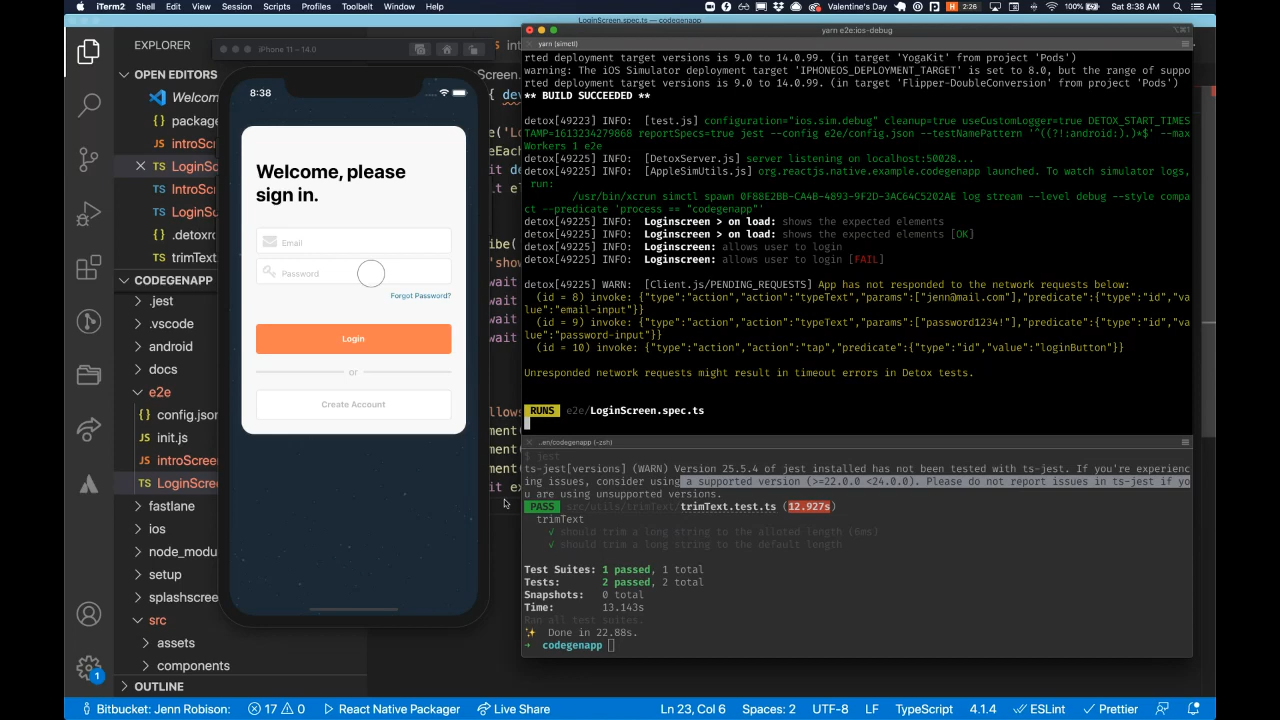 iTerm2 Shell Edit View Session Scripts Profiles Toolbelt Window Help
2:26 Valentine's Day 100% Sat 8:38 AM
LoginScreen.spec.ts — codegenapp
EXPLORER
OPEN EDITORS
Welcom
package
introScr
LoginSc
IntroSc
LoginSu
.detoxrc
trimText
CODEGENAPP
.jest
.vscode
android
docs
e2e
config.json
init.js
introScree
LoginScree
fastlane
ios
node_modu
setup
splashscree
src
assets
components
OUTLINE
iPhone 11 – 14.0
8:38
Welcome, please
sign in.
Email
Password
Forgot Password?
Login
or
Create Account
yarn e2e:ios-debug
yarn (simctl)
rted deployment target versions is 9.0 to 14.0.99. (in target 'YogaKit' from project 'Pods')
warning: The iOS Simulator deployment target 'IPHONEOS_DEPLOYMENT_TARGET' is set to 8.0, but the range of suppo
rted deployment target versions is 9.0 to 14.0.99. (in target 'Flipper-DoubleConversion' from project 'Pods')
** BUILD SUCCEEDED **
detox[49223] INFO:  [test.js] configuration="ios.sim.debug" cleanup=true useCustomLogger=true DETOX_START_TIMES
TAMP=1613234279868 reportSpecs=true jest --config e2e/config.json --testNamePattern '^((?!:android:).)*$' --max
Workers 1 e2e
detox[49225] INFO:  [DetoxServer.js] server listening on localhost:50028...
detox[49225] INFO:  [AppleSimUtils.js] org.reactjs.native.example.codegenapp launched. To watch simulator logs,
run:
/usr/bin/xcrun simctl spawn 0F88E2BB-CA4B-4893-9F2D-3AC64C5202AE log stream --level debug --style compa
ct --predicate 'process == "codegenapp"'
detox[49225] INFO:  Loginscreen > on load: shows the expected elements
detox[49225] INFO:  Loginscreen > on load: shows the expected elements [OK]
detox[49225] INFO:  Loginscreen: allows user to login
detox[49225] INFO:  Loginscreen: allows user to login [FAIL]
detox[49225] WARN:  [Client.js/PENDING_REQUESTS] App has not responded to the network requests below:
(id = 8) invoke: {"type":"action","action":"typeText","params":["jenn@mail.com"],"predicate":{"type":"id","va
lue":"email-input"}}
(id = 9) invoke: {"type":"action","action":"typeText","params":["password1234!"],"predicate":{"type":"id","va
lue":"password-input"}}
(id = 10) invoke: {"type":"action","action":"tap","predicate":{"type":"id","value":"loginButton"}}
Unresponded network requests might result in timeout errors in Detox tests.
RUNS e2e/LoginScreen.spec.ts
..en/codegenapp (-zsh)
$ jest
ts-jest[versions] (WARN) Version 25.5.4 of jest installed has not been tested with ts-jest. If you're experienc
ing issues, consider using a supported version (>=22.0.0 <24.0.0). Please do not report issues in ts-jest if yo
u are using unsupported versions.
PASS src/utils/trimText/trimText.test.ts (12.927s)
trimText
√ should trim a long string to the alloted length (6ms)
√ should trim a long string to the default length
Test Suites: 1 passed, 1 total
Tests: 2 passed, 2 total
Snapshots: 0 total
Time: 13.143s
Ran all test suites.
✨ Done in 22.88s.
→ codegenapp
1
Bitbucket: Jenn Robison: 17 0 React Native Packager Live Share Ln 23, Col 6 Spaces: 2 UTF-8 LF TypeScript 4.1.4 ESLint Prettier